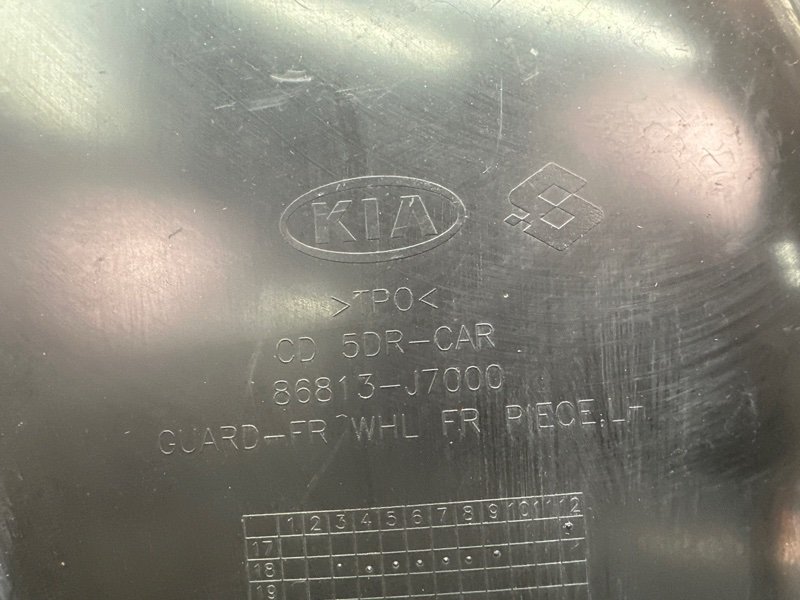 KIA
>TPO<
CD 5DR-CAR
86813-J7000
GUARD-FR WHL FR PIECE,LH
1 2 3 4 5 6 7 8 9 10 11 12
17
18
19